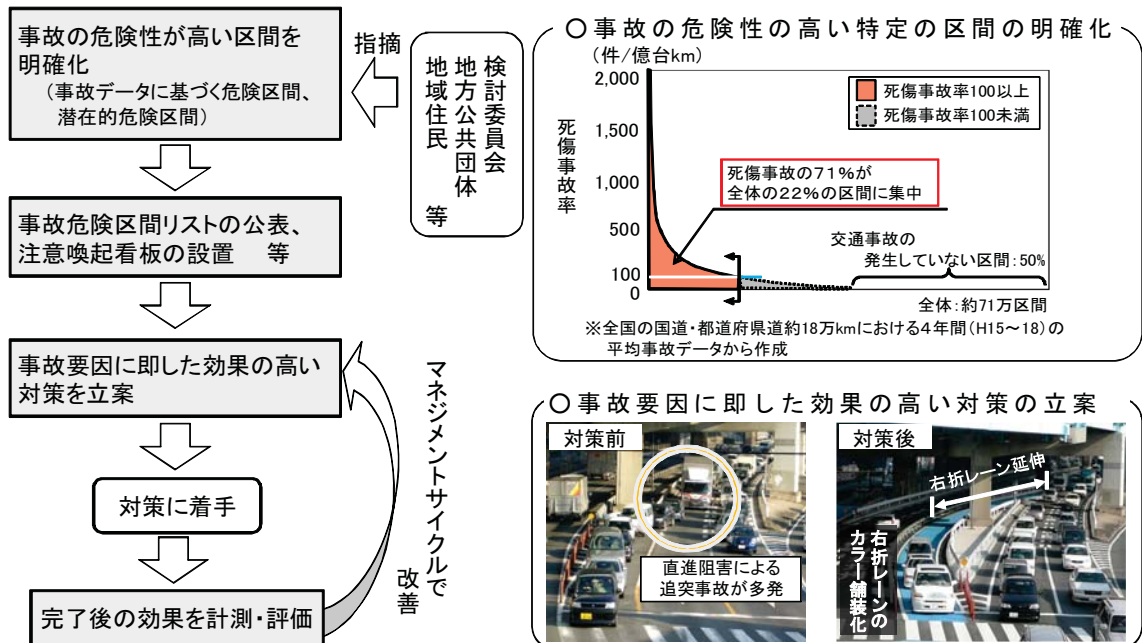 事故の危険性が高い区間を
明確化
（事故データに基づく危険区間、
潜在的危険区間）
指摘
検討委員会
地方公共団体
地域住民　等
事故危険区間リストの公表、
注意喚起看板の設置　等
事故要因に即した効果の高い
対策を立案
対策に着手
完了後の効果を計測・評価
マネジメントサイクルで
改善
○事故の危険性の高い特定の区間の明確化
（件/億台km）
死傷事故率
2,000
1,500
1,000
500
100
0
死傷事故率100以上
死傷事故率100未満
死傷事故の71％が
全体の22％の区間に集中
交通事故の
発生していない区間：50%
全体：約71万区間
※全国の国道・都道府県道約18万kmにおける４年間（H15～18）の
平均事故データから作成
○事故要因に即した効果の高い対策の立案
対策前
直進阻害による
追突事故が多発
対策後
右折レーン延伸
右折レーンの
カラー舗装化